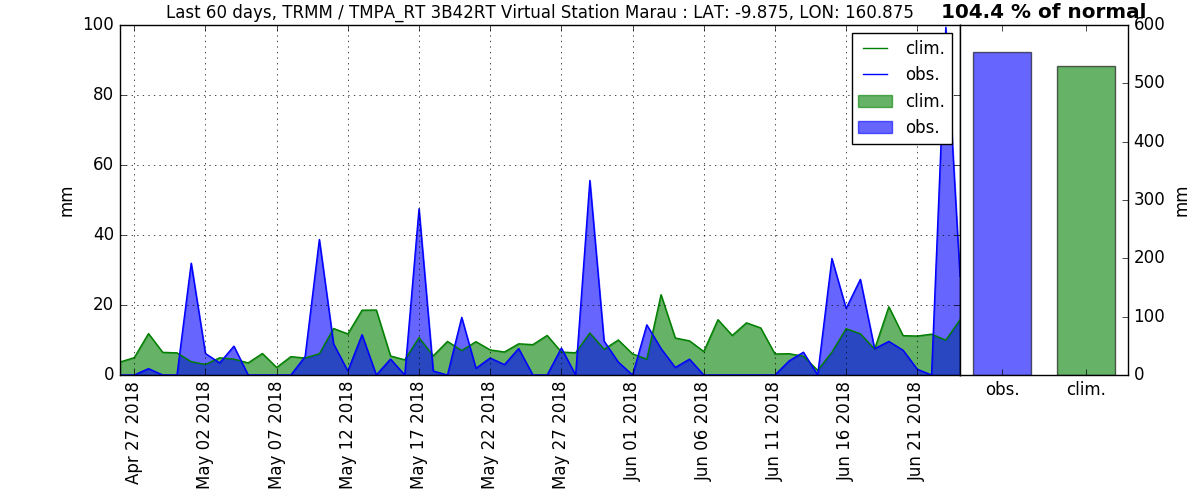 Last 60 days, TRMM / TMPA_RT 3B42RT Virtual Station Marau : LAT: -9.875, LON: 160.875
104.4 % of normal
100
80
60
40
20
0
mm
clim.
obs.
clim.
obs.
600
500
400
300
200
100
0
mm
obs.
clim.
Apr 27 2018
May 02 2018
May 07 2018
May 12 2018
May 17 2018
May 22 2018
May 27 2018
Jun 01 2018
Jun 06 2018
Jun 11 2018
Jun 16 2018
Jun 21 2018